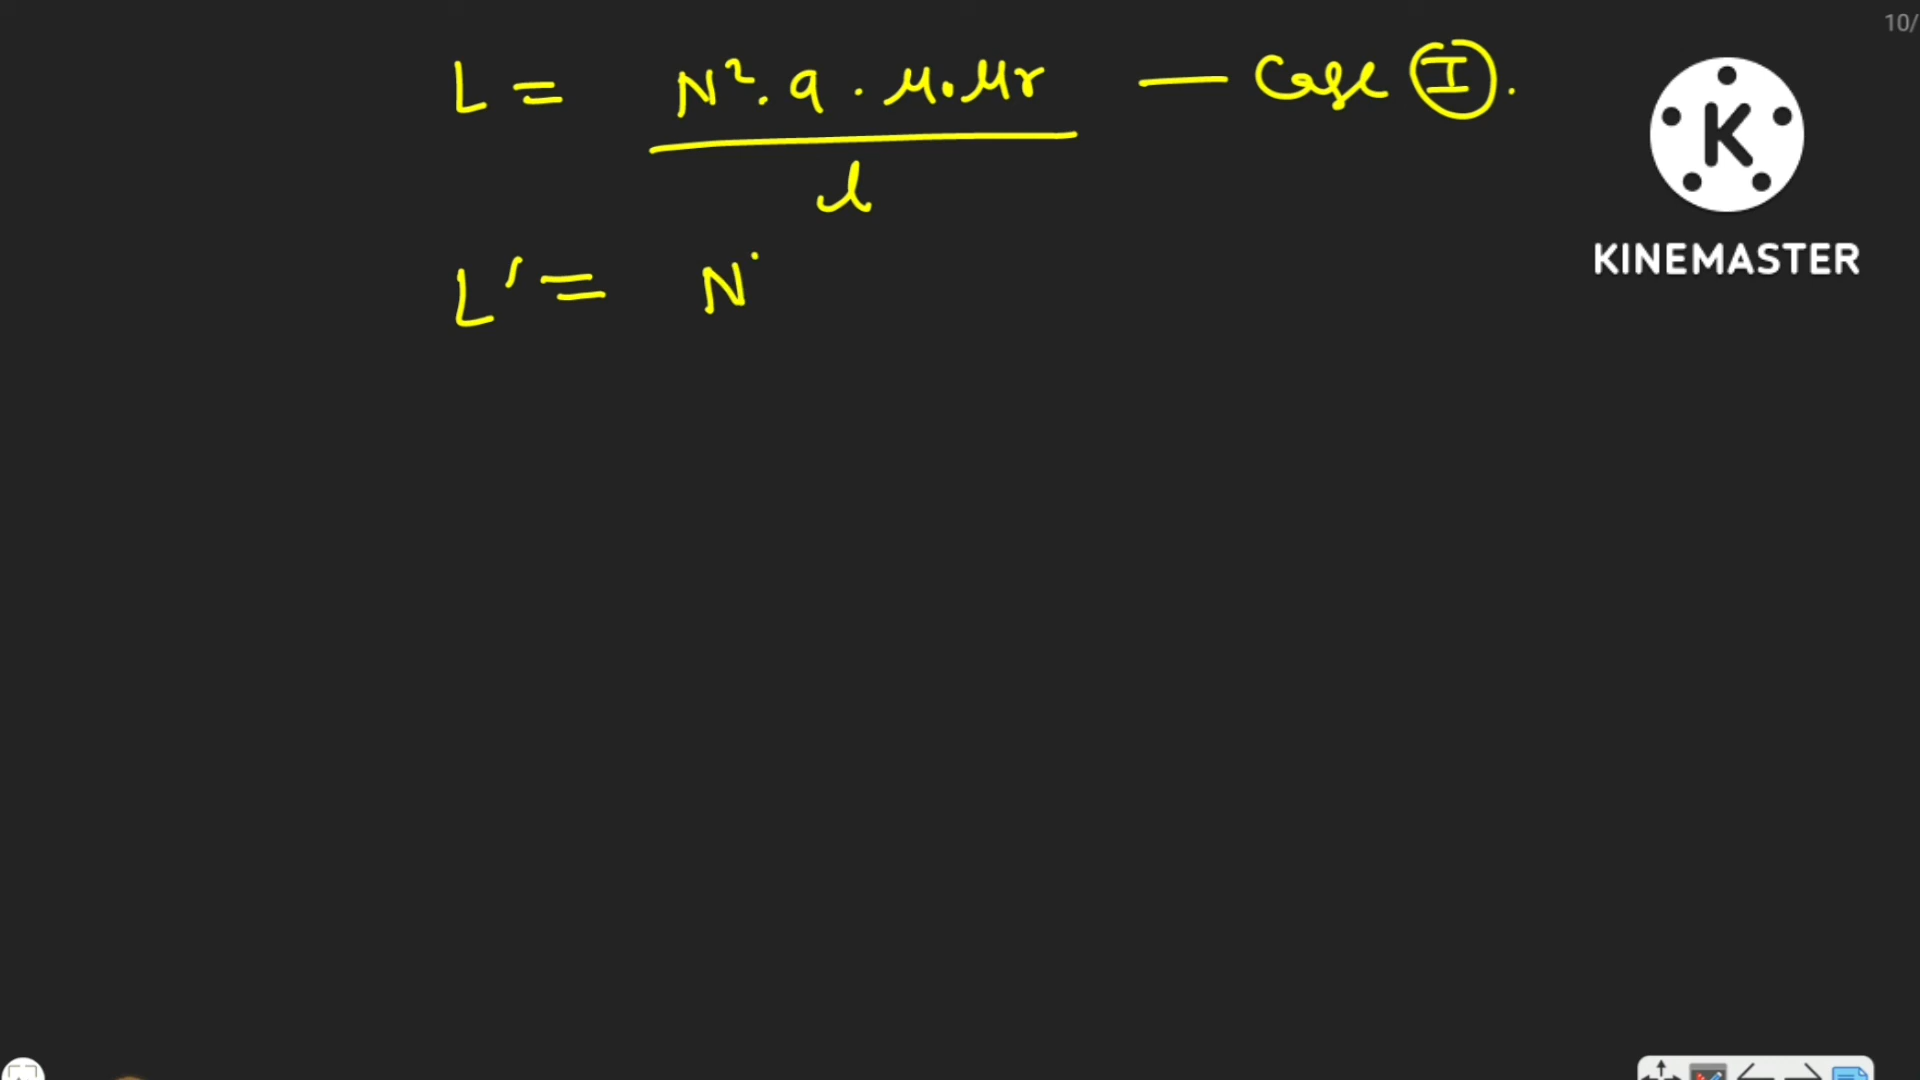 10/
L = N². a . μ₀μr — Case I.
l
L' = N
K
KINEMASTER